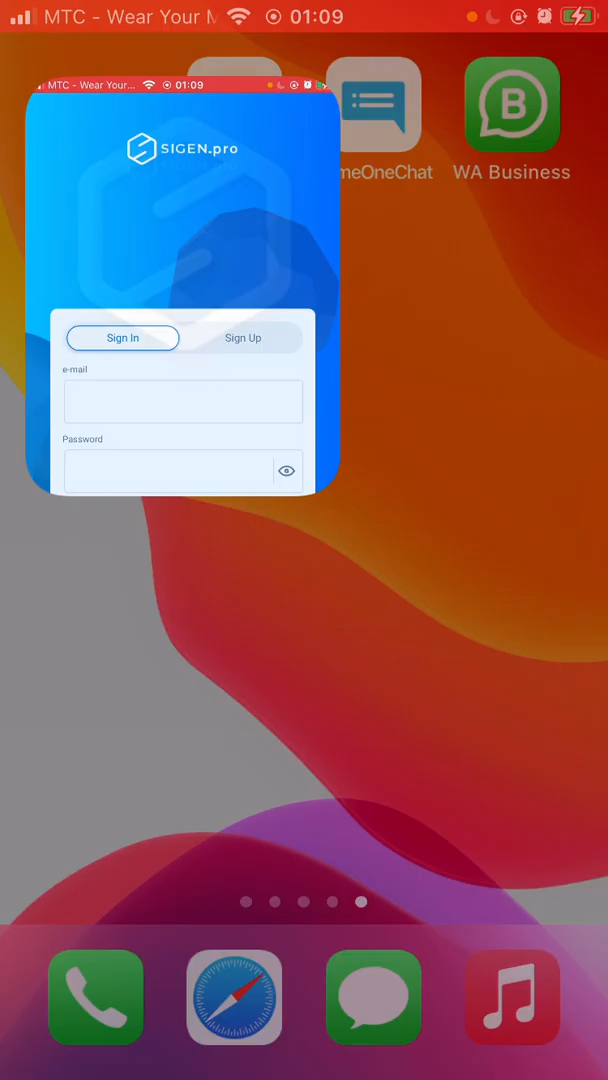 MTC - Wear Your M
01:09
MTC - Wear Your...
01:09
SIGEN.pro
Sign In
Sign Up
e-mail
Password
meOneChat
WA Business
B